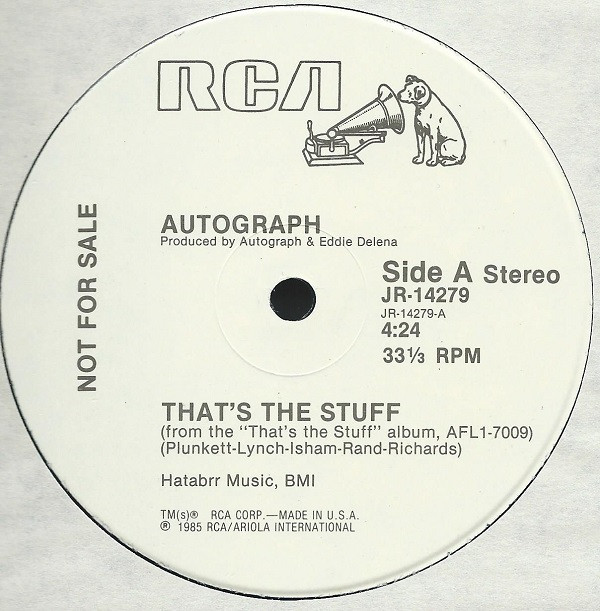 RCA
NOT FOR SALE
AUTOGRAPH
Produced by Autograph & Eddie Delena
Side A Stereo
JR-14279
JR-14279-A
4:24
33⅓ RPM
THAT'S THE STUFF
(from the "That's the Stuff" album, AFL1-7009)
(Plunkett-Lynch-Isham-Rand-Richards)
Hatabrr Music, BMI
TM(s)® RCA CORP.—MADE IN U.S.A.
℗ 1985 RCA/ARIOLA INTERNATIONAL